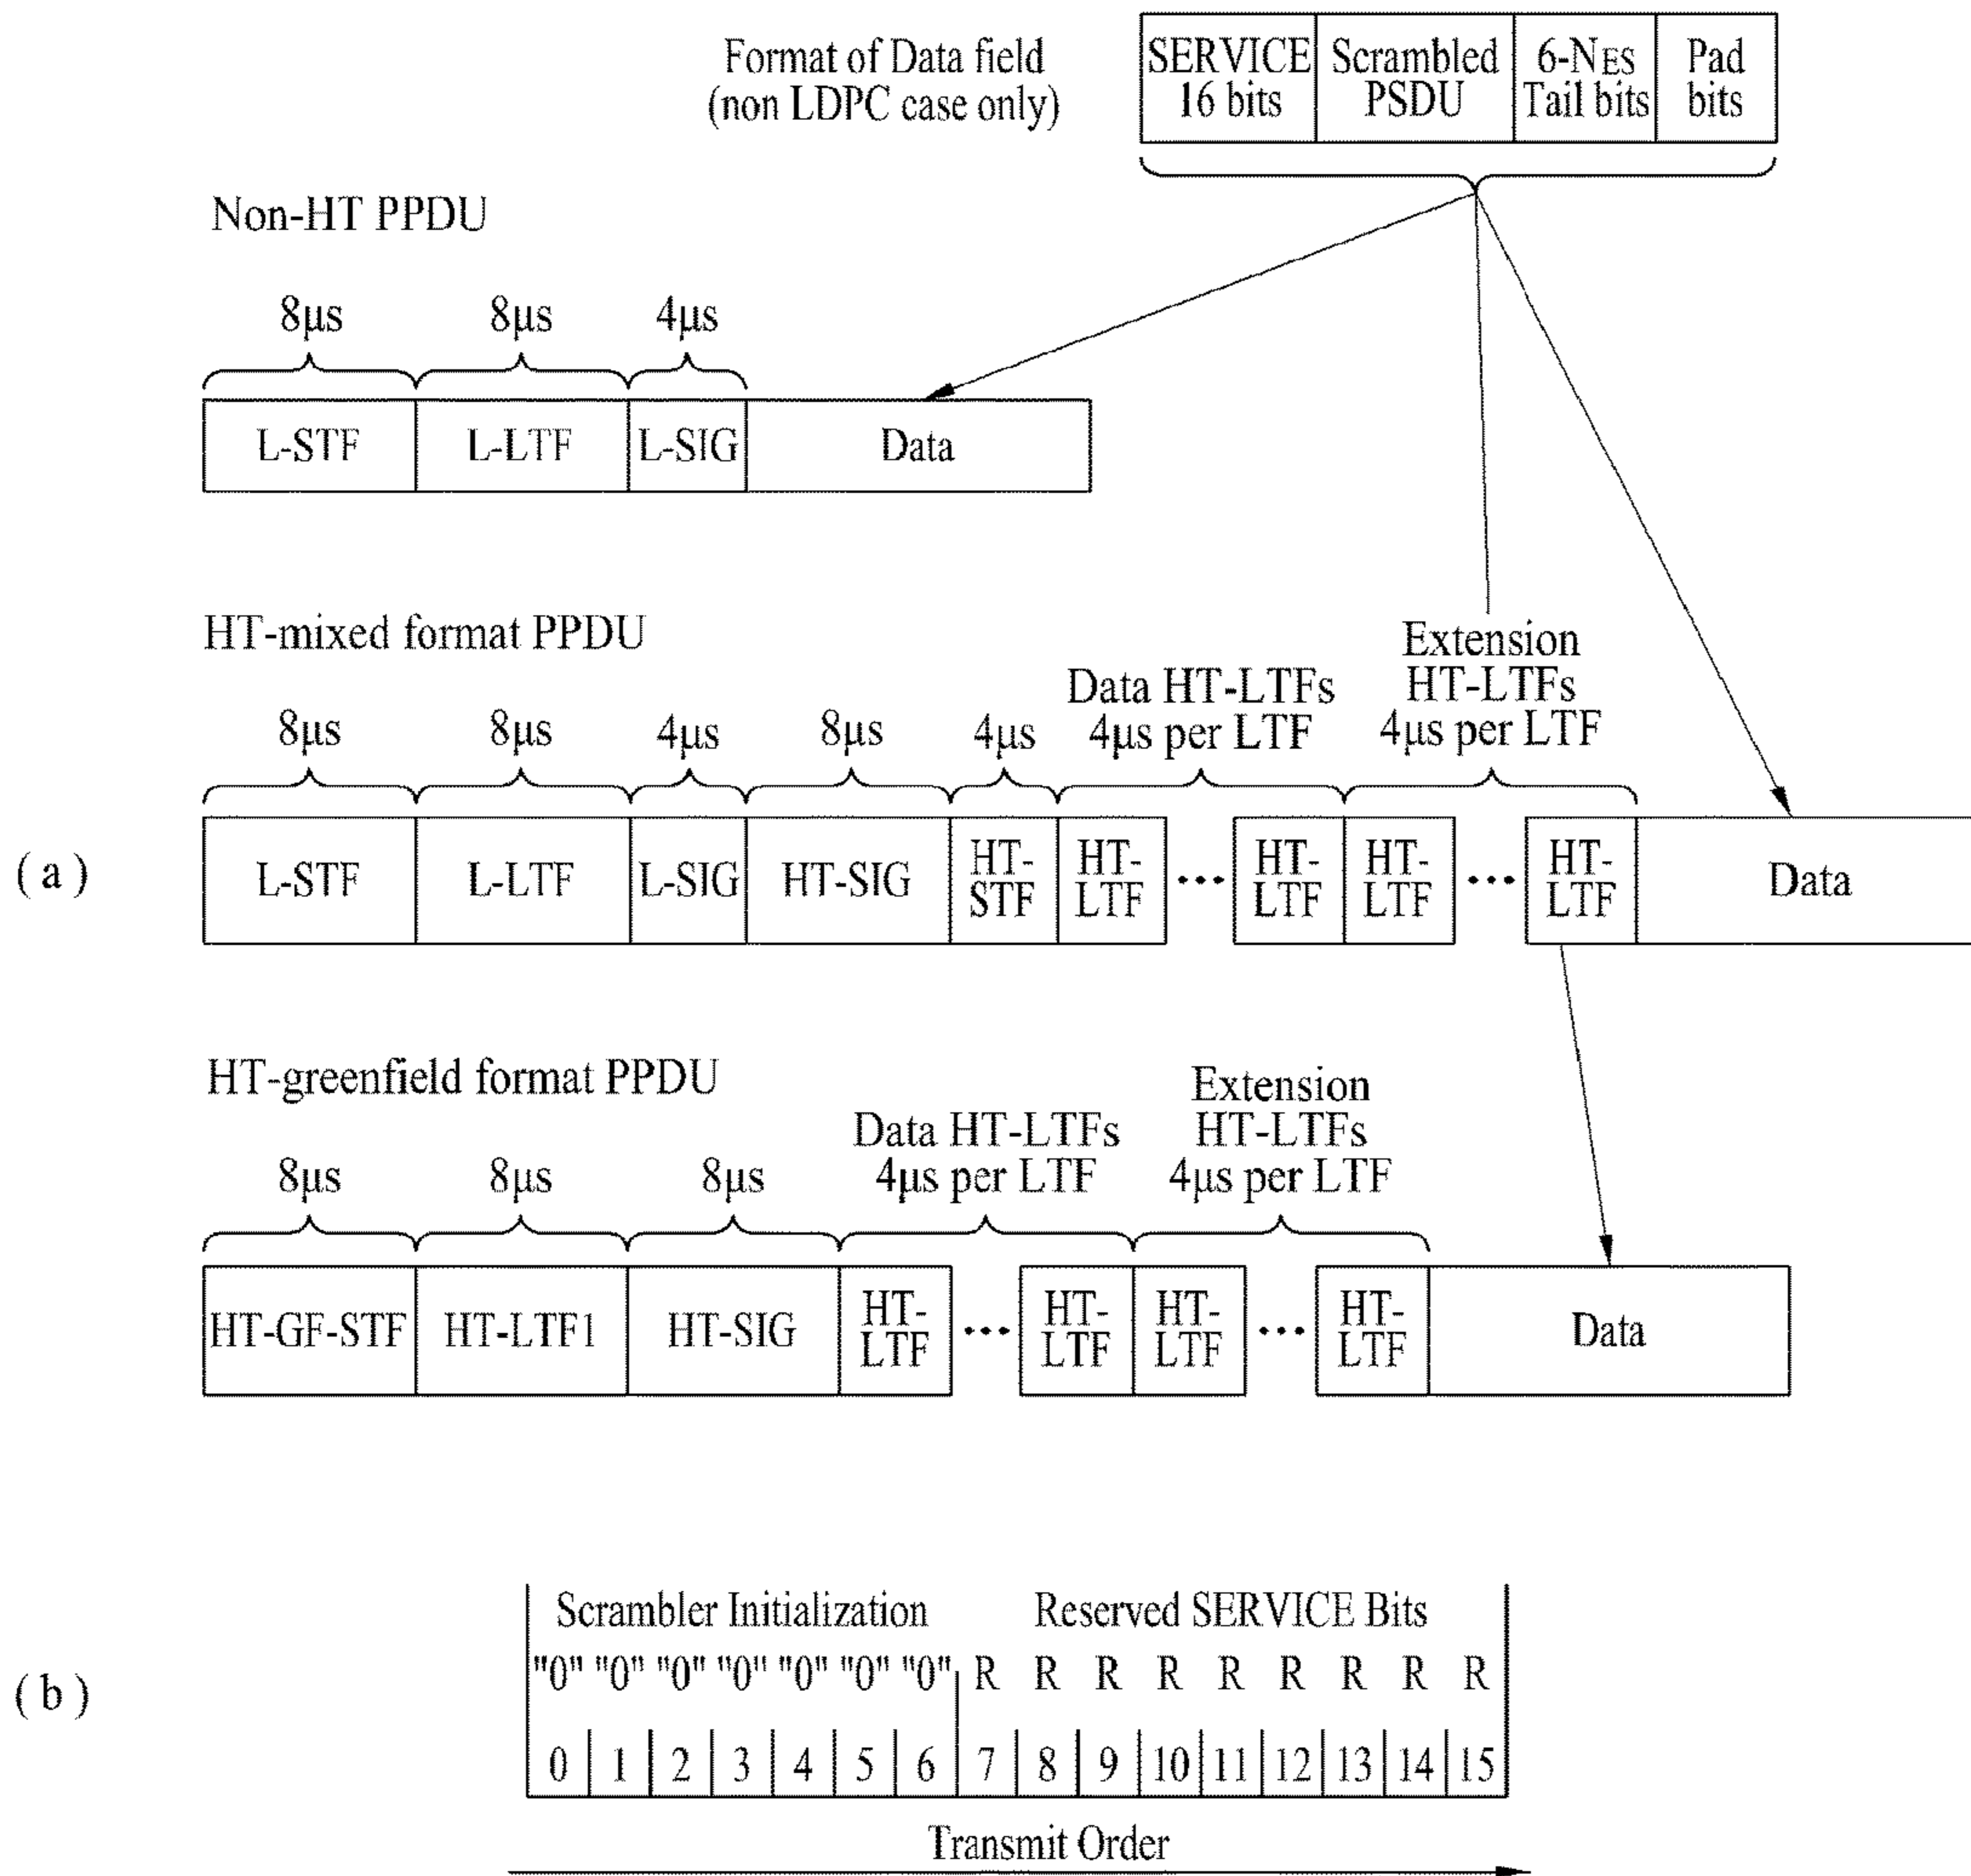 Format of Data field
(non LDPC case only)
SERVICE 16 bits
Scrambled PSDU
6-NES Tail bits
Pad bits
Non-HT PPDU
8μs 8μs 4μs
L-STF L-LTF L-SIG Data
HT-mixed format PPDU
8μs 8μs 4μs 8μs 4μs
Data HT-LTFs
4μs per LTF
Extension
HT-LTFs
4μs per LTF
(a)
L-STF L-LTF L-SIG HT-SIG HT-STF HT-LTF ... HT-LTF HT-LTF ... HT-LTF Data
HT-greenfield format PPDU
8μs 8μs 8μs
Data HT-LTFs
4μs per LTF
Extension
HT-LTFs
4μs per LTF
HT-GF-STF HT-LTF1 HT-SIG HT-LTF ... HT-LTF HT-LTF ... HT-LTF Data
(b)
Scrambler Initialization Reserved SERVICE Bits
"0" "0" "0" "0" "0" "0" "0" R R R R R R R R R
0 1 2 3 4 5 6 7 8 9 10 11 12 13 14 15
Transmit Order